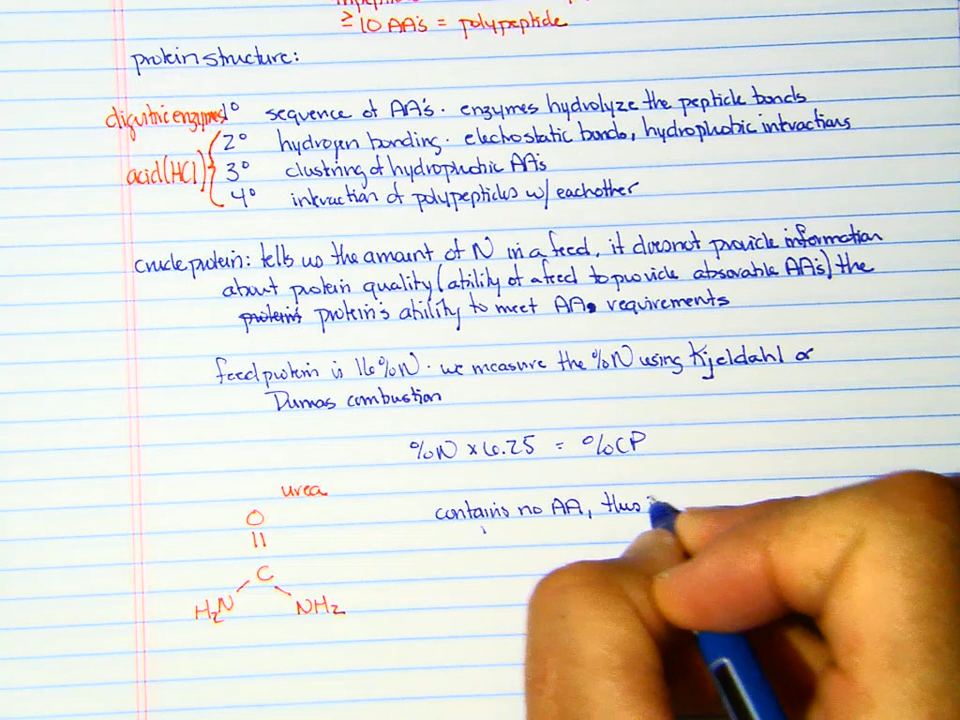 ≥10 AA's = polypeptide
protein structure:
digestric enzymes 1° sequence of AA's · enzymes hydrolyze the peptide bonds
2° hydrogen bonding · electrostatic bonds, hydrophobic interactions
acid (HCl) 3° clustring of hydrophobic AA's
4° interaction of polypeptides w/ eachother
crude protein: tells us the amount of N in a feed, it does not provide information
about protein quality (ability of a feed to provide absorable AA's) the
protein's protein's ability to meet AA requirements
feed protein is 16%N · we measure the %N using Kjeldahl or
Dumas combustion
%N x 6.25 = %CP
urea
contains no AA, thus
O
C
H2N NH2